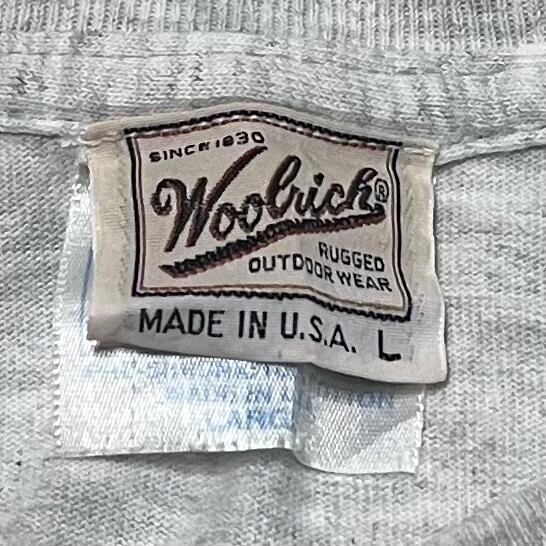 SINCE 1830
Woolrich®
RUGGED
OUTDOOR WEAR
MADE IN U.S.A. L